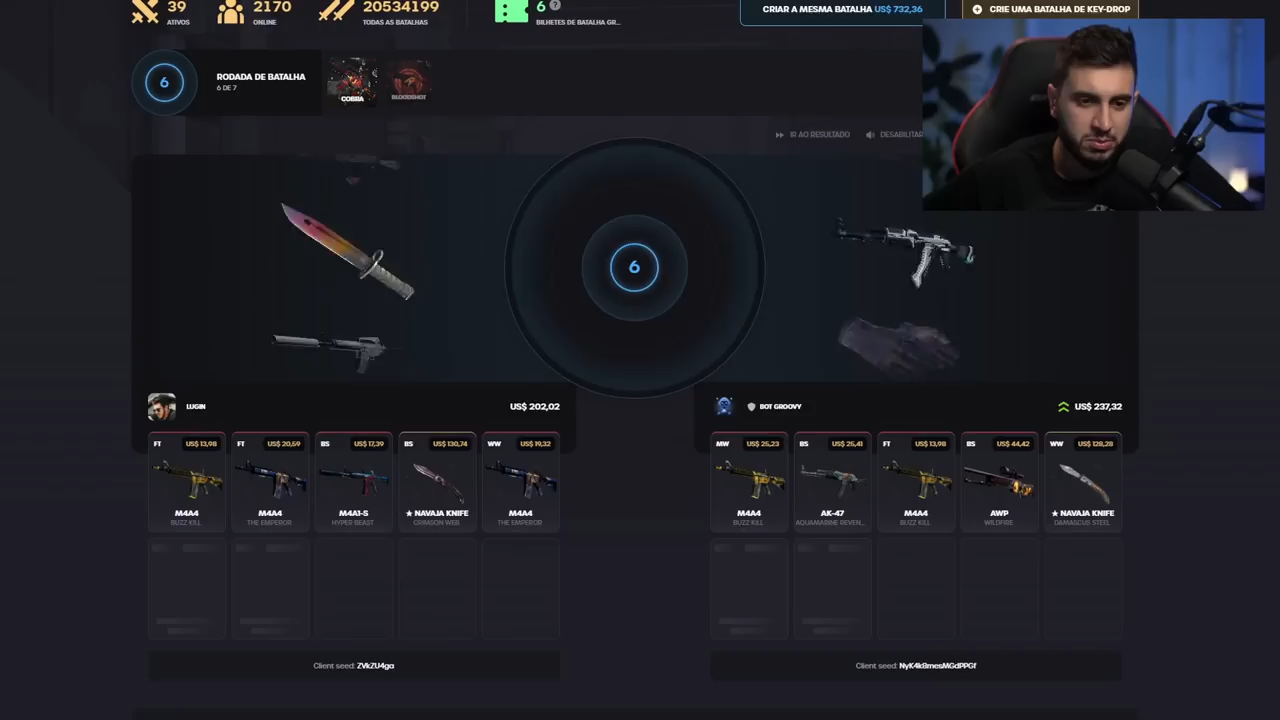 39
ATIVOS
2170
ONLINE
20534199
TODAS AS BATALHAS
6
BILHETES DE BATALHA GR...
CRIAR A MESMA BATALHA US$ 732,36
CRIE UMA BATALHA DE KEY-DROP
6
RODADA DE BATALHA
6 DE 7
COBRA
BLOODSHOT
IR AO RESULTADO
DESABILITAR
6
LUGIN
US$ 202,02
BOT GROOVY
US$ 237,32
FT
US$ 13,98
M4A4
BUZZ KILL
FT
US$ 20,59
M4A4
THE EMPEROR
BS
US$ 17,39
M4A1-S
HYPER BEAST
BS
US$ 130,74
★ NAVAJA KNIFE
CRIMSON WEB
WW
US$ 19,32
M4A4
THE EMPEROR
MW
US$ 25,23
M4A4
BUZZ KILL
BS
US$ 25,41
AK-47
AQUAMARINE REVEN...
FT
US$ 13,98
M4A4
BUZZ KILL
BS
US$ 44,42
AWP
WILDFIRE
WW
US$ 128,28
★ NAVAJA KNIFE
DAMASCUS STEEL
Client seed: ZVkZU4ga
Client seed: NyK4kBmesMGdPPGf